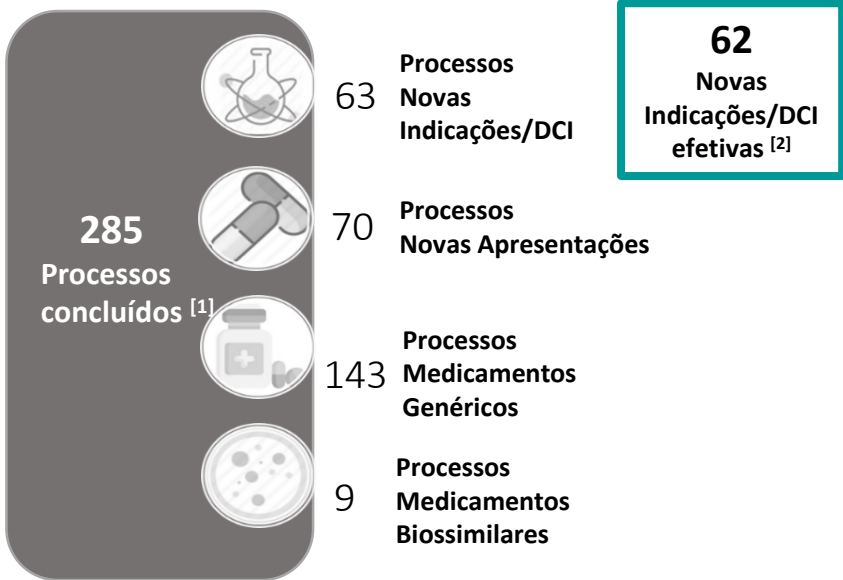 285
Processos
concluídos [1]
63
Processos
Novas
Indicações/DCI
62
Novas
Indicações/DCI
efetivas [2]
70
Processos
Novas Apresentações
143
Processos
Medicamentos
Genéricos
9
Processos
Medicamentos
Biossimilares